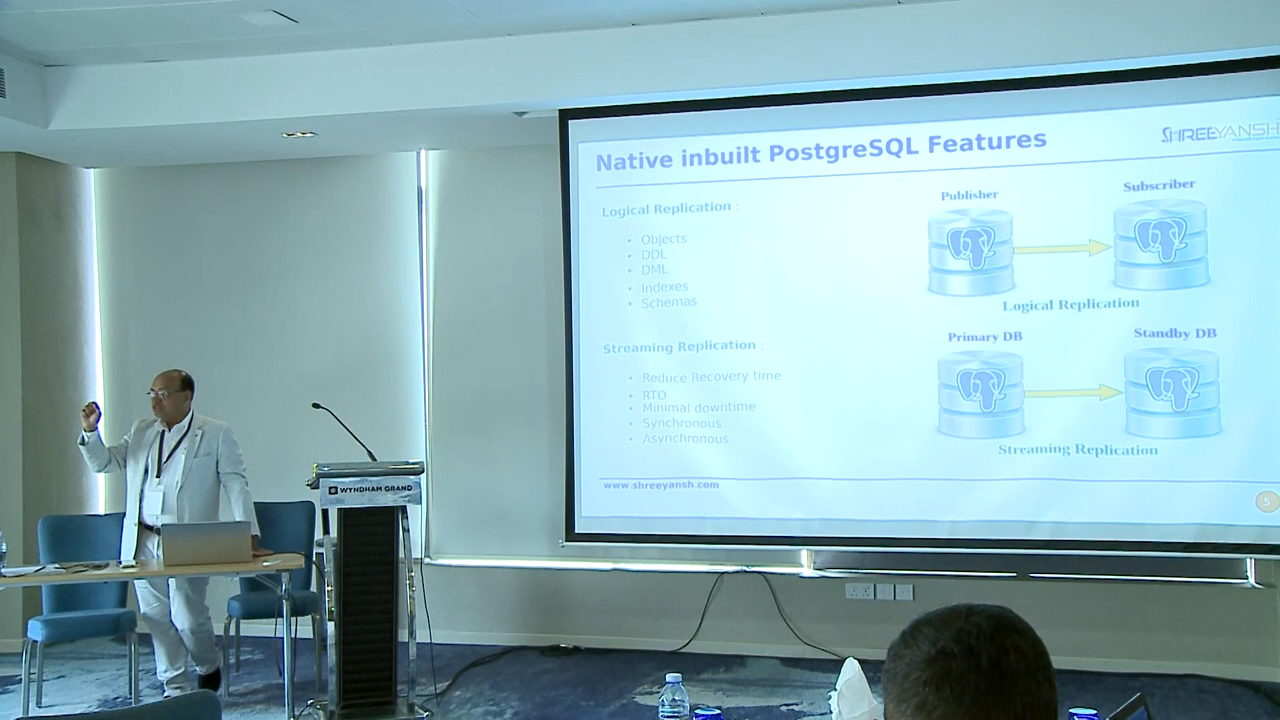 Native inbuilt PostgreSQL Features
SHREEYANSH
Logical Replication :
• Objects
• DDL
• DML
• Indexes
• Schemas
Publisher
Subscriber
Logical Replication
Streaming Replication :
• Reduce Recovery time
• RTO
• Minimal downtime
• Synchronous
• Asynchronous
Primary DB
Standby DB
Streaming Replication
www.shreeyansh.com
5
WYNDHAM GRAND